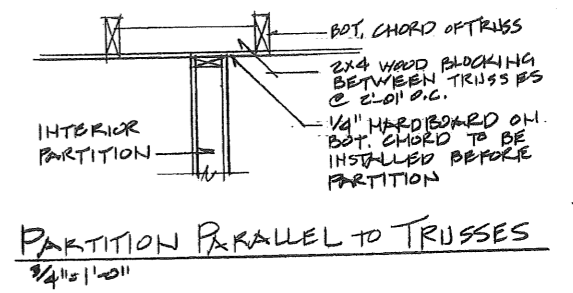 BOT. CHORD OF TRUSS
2x4 WOOD BLOCKING
BETWEEN TRUSSES
@ 2'-0" O.C.
1/4" HARDBOARD ON
BOT. CHORD TO BE
INSTALLED BEFORE
PARTITION
INTERIOR
PARTITION
PARTITION PARALLEL TO TRUSSES
3/4"=1'-0"